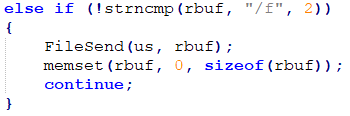 else if (!strncmp(rbuf, "/f", 2))
{
    FileSend(us, rbuf);
    memset(rbuf, 0, sizeof(rbuf));
    continue;
}